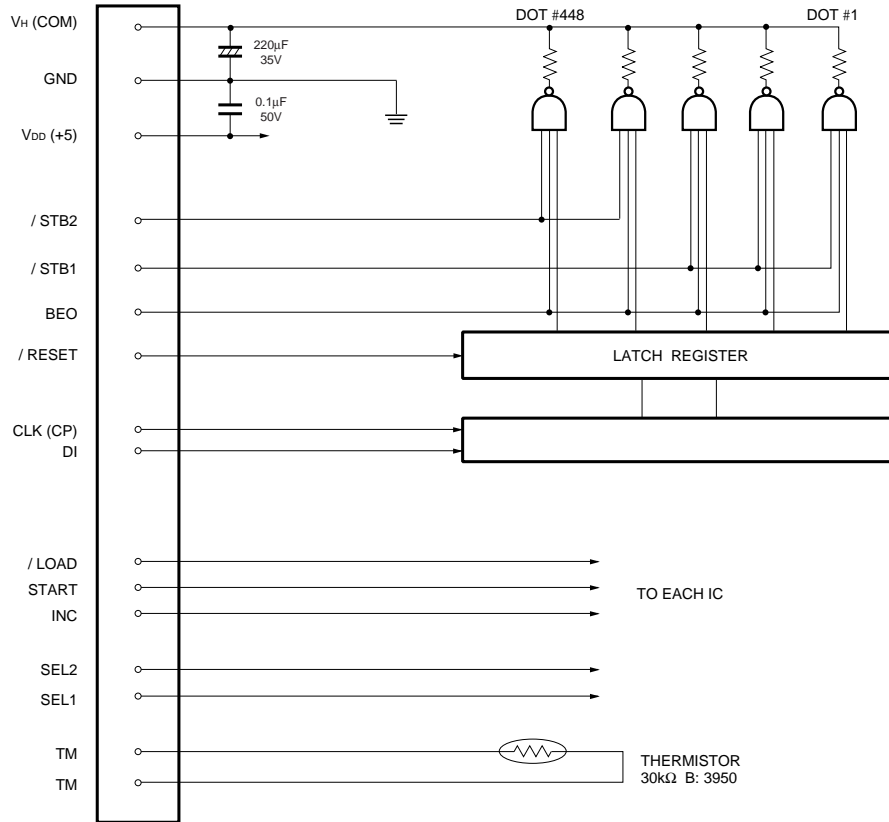 VH (COM)
DOT #448
DOT #1
220μF
35V
GND
0.1μF
50V
VDD (+5)
/ STB2
/ STB1
BEO
/ RESET
LATCH REGISTER
CLK (CP)
DI
/ LOAD
START
TO EACH IC
INC
SEL2
SEL1
TM
THERMISTOR
30kΩ B: 3950
TM